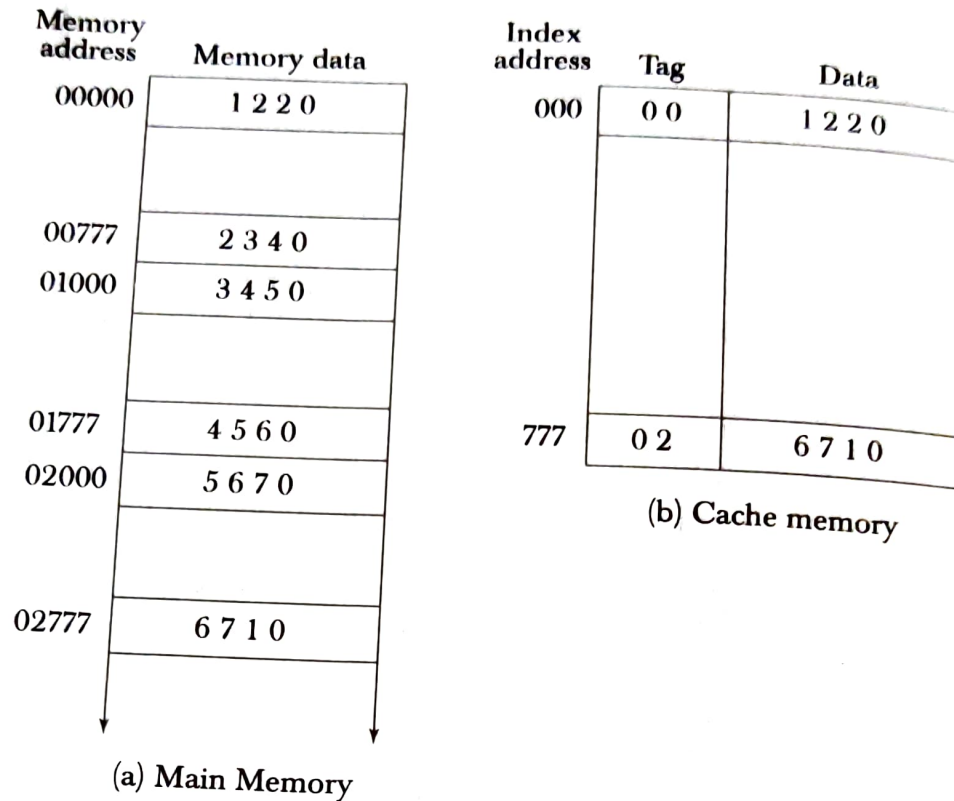 Memory
address
Memory data
00000
1 2 2 0
00777
2 3 4 0
01000
3 4 5 0
01777
4 5 6 0
02000
5 6 7 0
02777
6 7 1 0
(a) Main Memory
Index
address
Tag
Data
000
0 0
1 2 2 0
777
0 2
6 7 1 0
(b) Cache memory